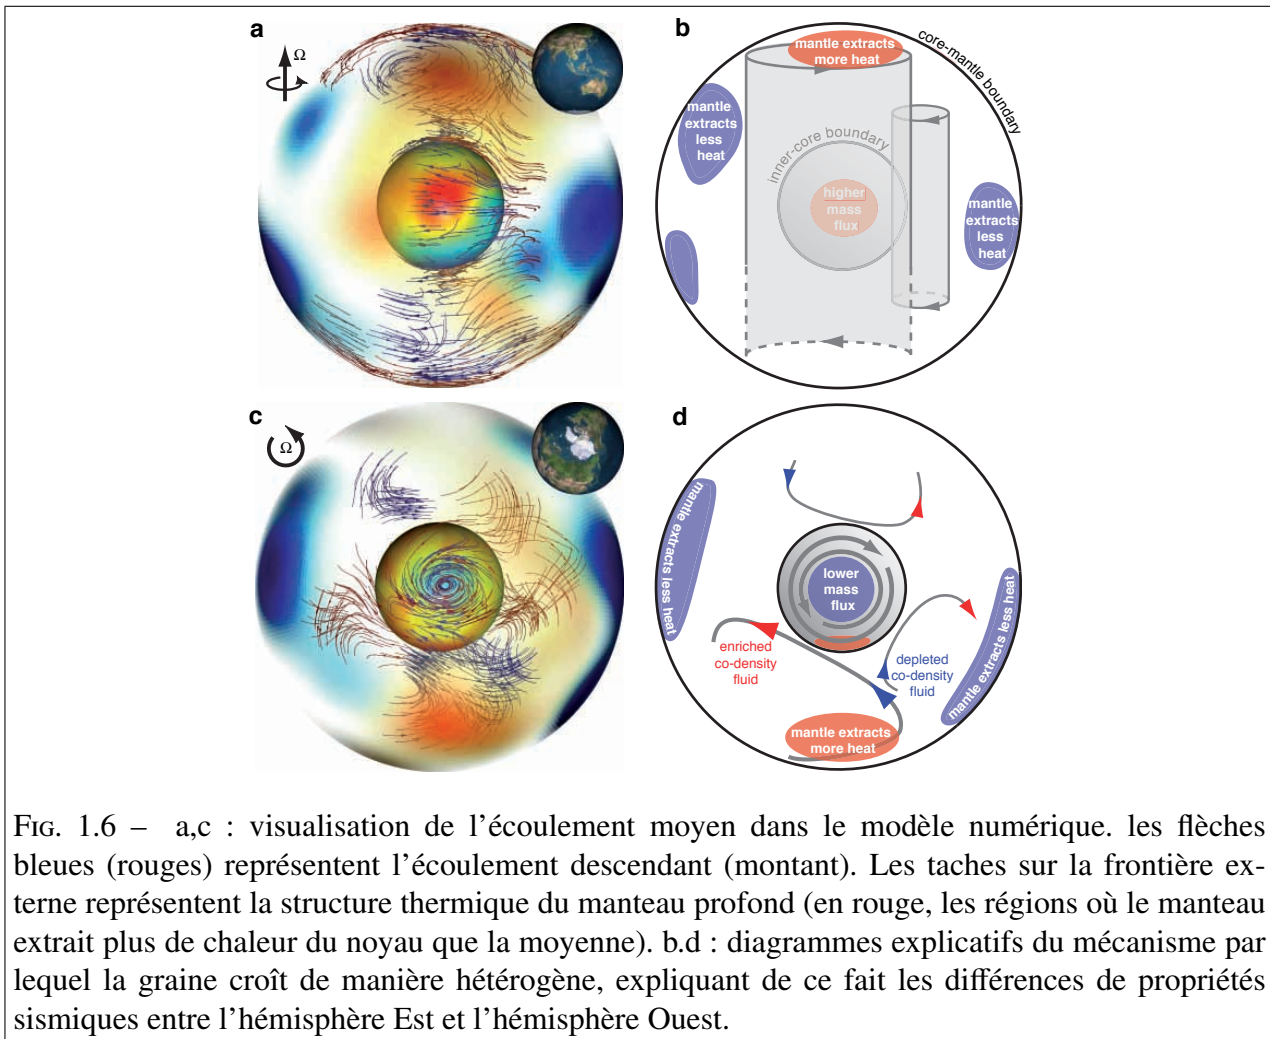 a
Ω
b
mantle extracts
more heat
core-mantle boundary
mantle
extracts
less
heat
inner-core boundary
higher
mass
flux
mantle
extracts
less
heat
c
Ω
d
mantle extracts less heat
lower
mass
flux
enriched
co-density
fluid
depleted
co-density
fluid
mantle extracts less heat
mantle extracts
more heat
FIG. 1.6 – a,c : visualisation de l’écoulement moyen dans le modèle numérique. les flèches
bleues (rouges) représentent l’écoulement descendant (montant). Les taches sur la frontière ex-
terne représentent la structure thermique du manteau profond (en rouge, les régions où le manteau
extrait plus de chaleur du noyau que la moyenne). b.d : diagrammes explicatifs du mécanisme par
lequel la graine croît de manière hétérogène, expliquant de ce fait les différences de propriétés
sismiques entre l’hémisphère Est et l’hémisphère Ouest.